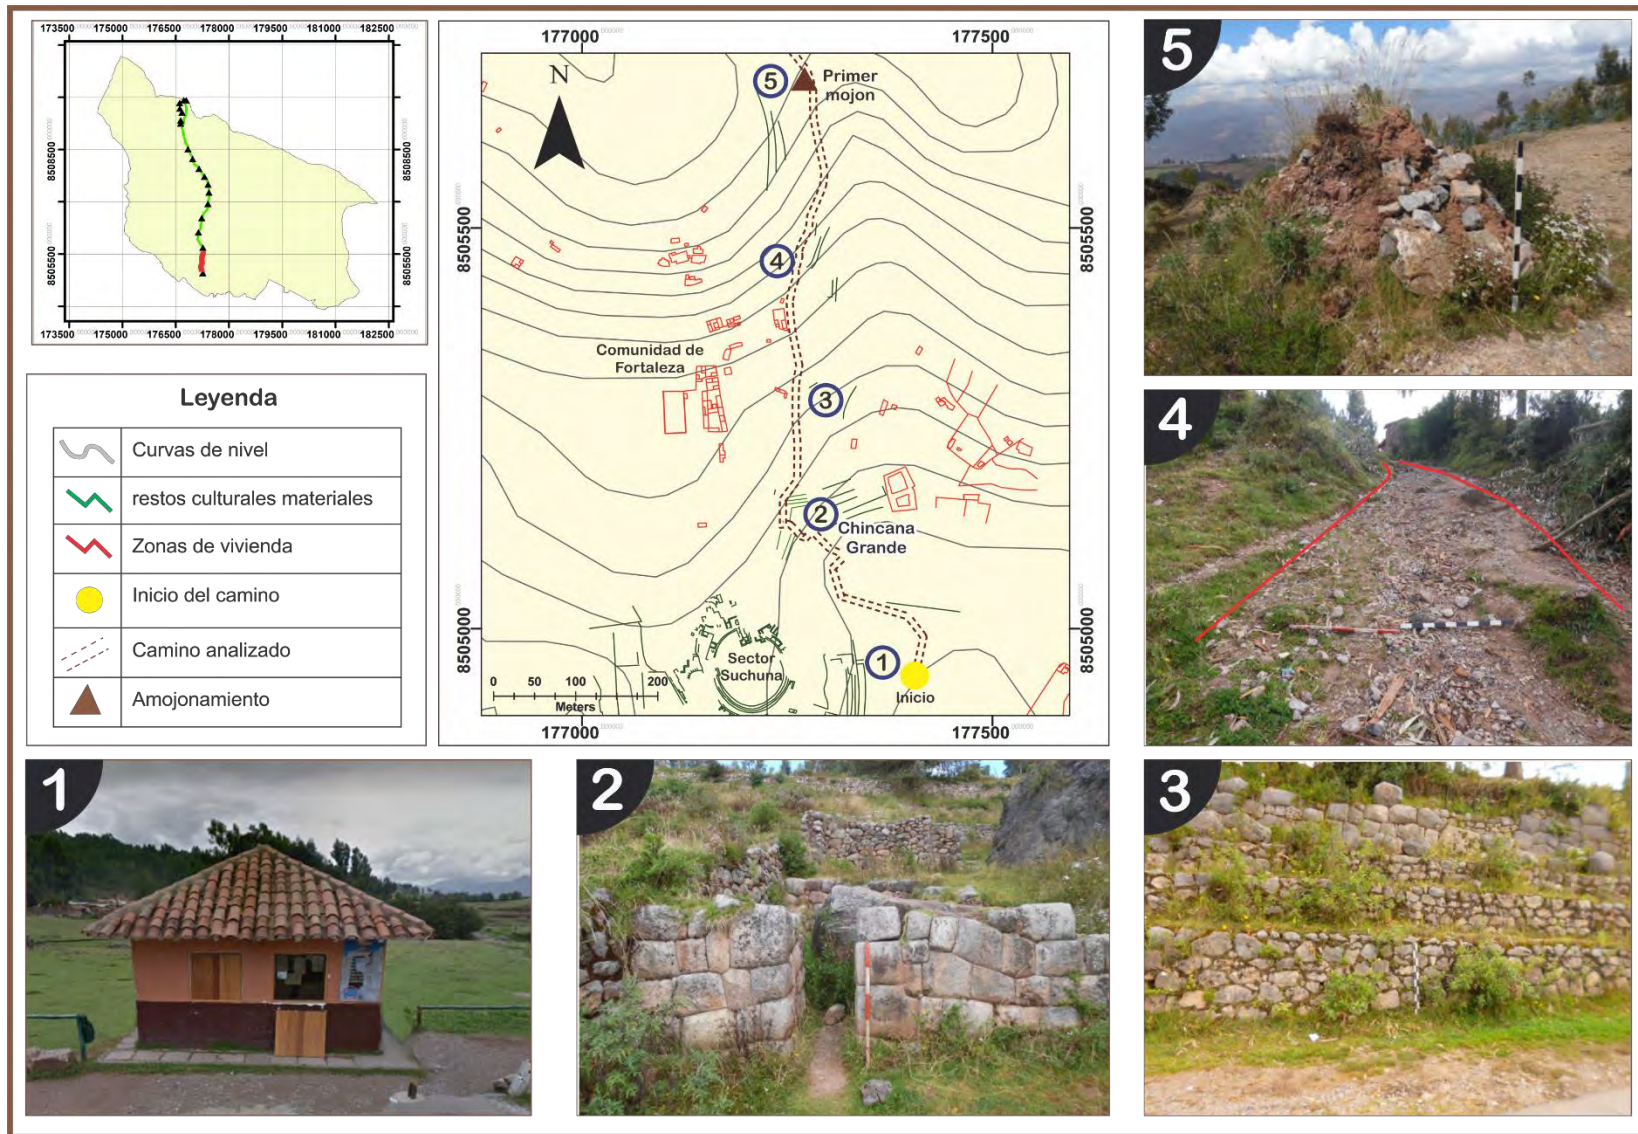 173500 175000 176500 178000 179500 181000 182500
8508500
8508500
8505500
8505500
173500 175000 176500 178000 179500 181000 182500
Leyenda
Curvas de nivel
restos culturales materiales
Zonas de vivienda
Inicio del camino
Camino analizado
Amojonamiento
177000
177500
N
5
Primer
mojon
8505500
8505500
4
Comunidad de
Fortaleza
3
2
Chincana
Grande
8505000
8505000
Sector
Suchuna
1
Inicio
0 50 100 200
Meters
177000
177500
5
4
1
2
3